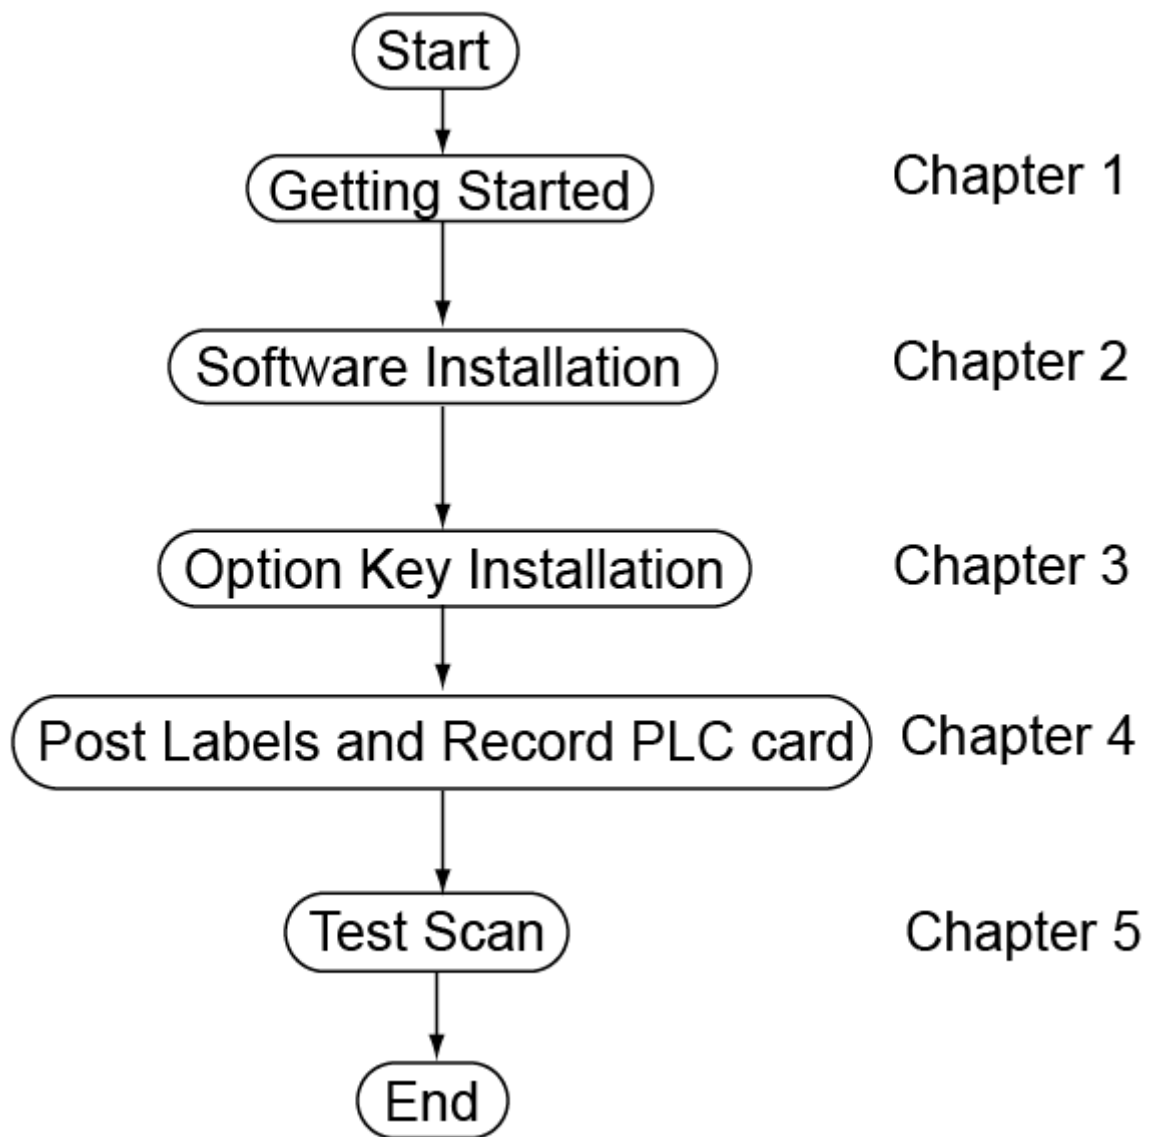 Start
Getting Started
Chapter 1
Software Installation
Chapter 2
Option Key Installation
Chapter 3
Post Labels and Record PLC card
Chapter 4
Test Scan
Chapter 5
End